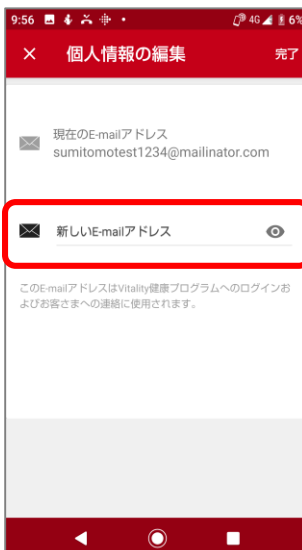 9:56 4G 6%
個人情報の編集 完了
現在のE-mailアドレス
sumitomotest1234@mailinator.com
新しいE-mailアドレス
このE-mailアドレスはVitality健康プログラムへのログインお
よびお客さまへの連絡に使用されます。